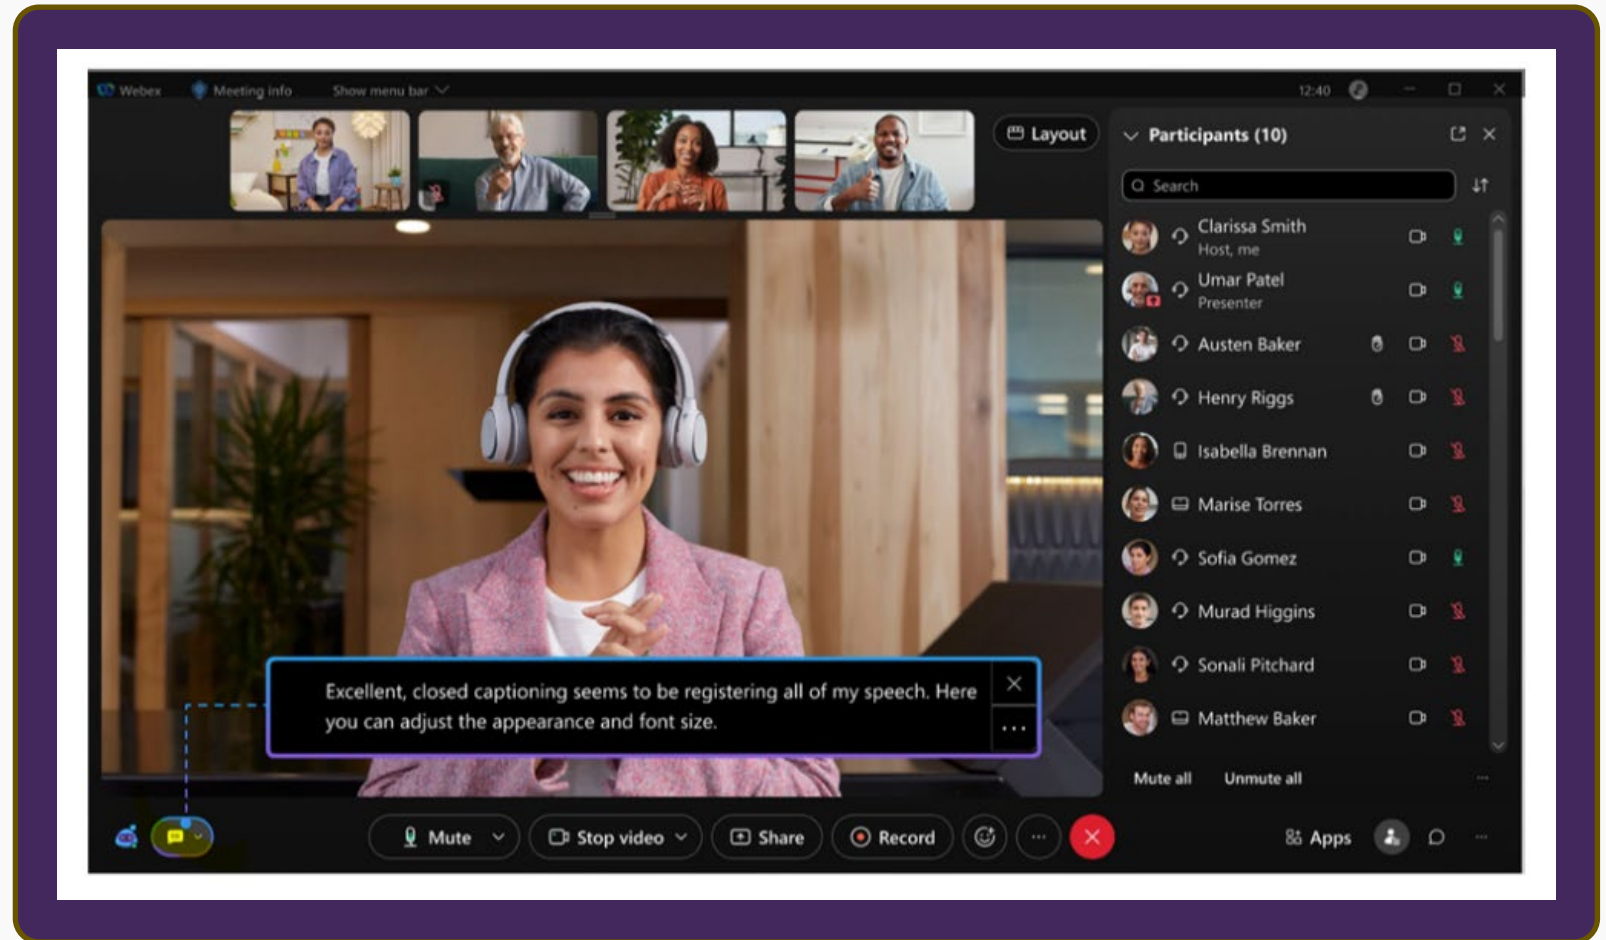 Webex Meeting info Show menu bar 12:40
Layout
Participants (10)
Search
Clarissa Smith
Host, me
Umar Patel
Presenter
Austen Baker
Henry Riggs
Isabella Brennan
Marise Torres
Sofia Gomez
Murad Higgins
Sonali Pitchard
Matthew Baker
Mute all Unmute all
Excellent, closed captioning seems to be registering all of my speech. Here
you can adjust the appearance and font size.
Mute Stop video Share Record Apps